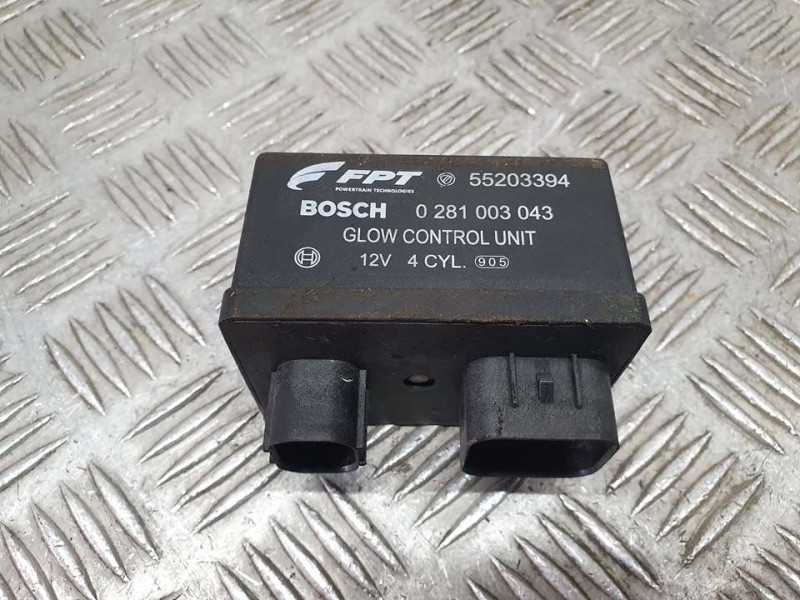 FPT 55203394
POWERTRAIN TECHNOLOGIES
BOSCH 0 281 003 043
GLOW CONTROL UNIT
12V 4 CYL. 905